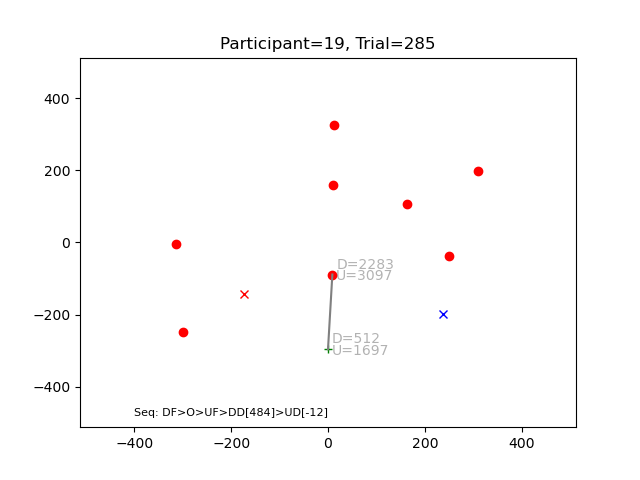 Participant=19, Trial=285
400
200
0
−200
−400
D=2283
U=3097
D=512
U=1697
Seq: DF>O>UF>DD[484]>UD[-12]
−400
−200
0
200
400